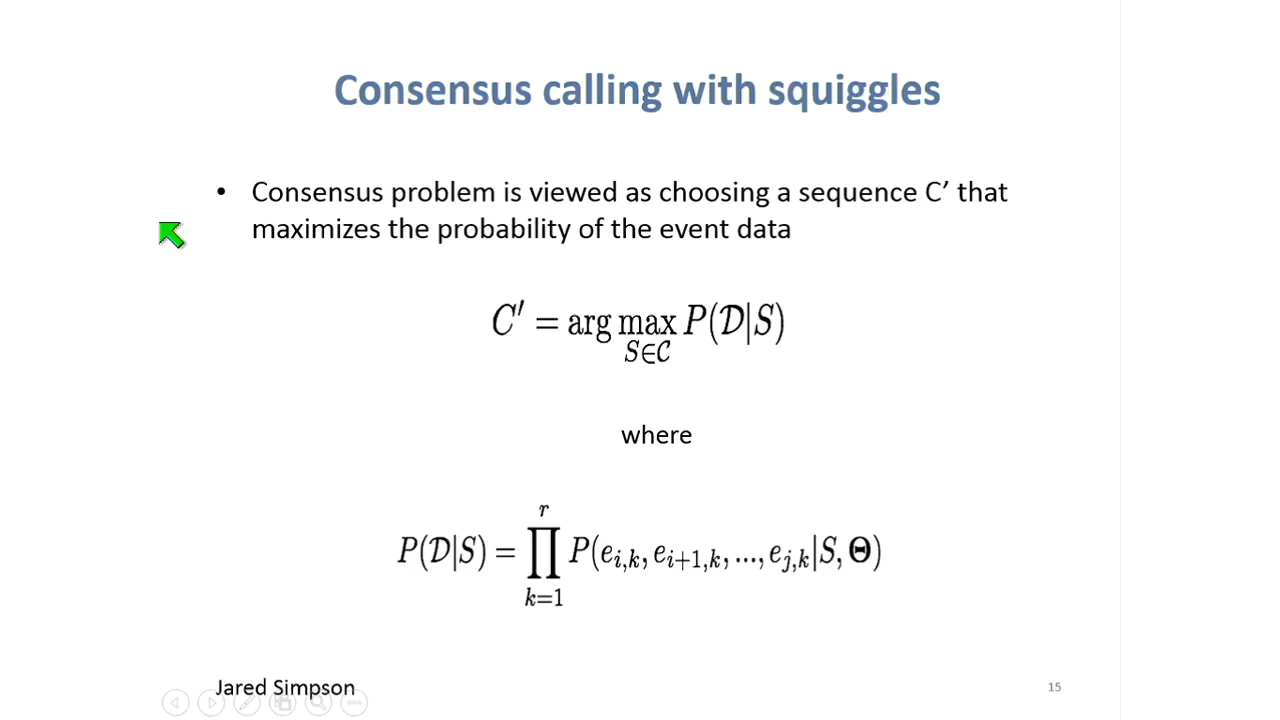 Consensus calling with squiggles
• Consensus problem is viewed as choosing a sequence C′ that
maximizes the probability of the event data
C′ = arg max P(𝒟|S)
S∈𝒞
where
r
P(𝒟|S) = ∏ P(e_{i,k}, e_{i+1,k}, ..., e_{j,k}|S, Θ)
k=1
Jared Simpson
15